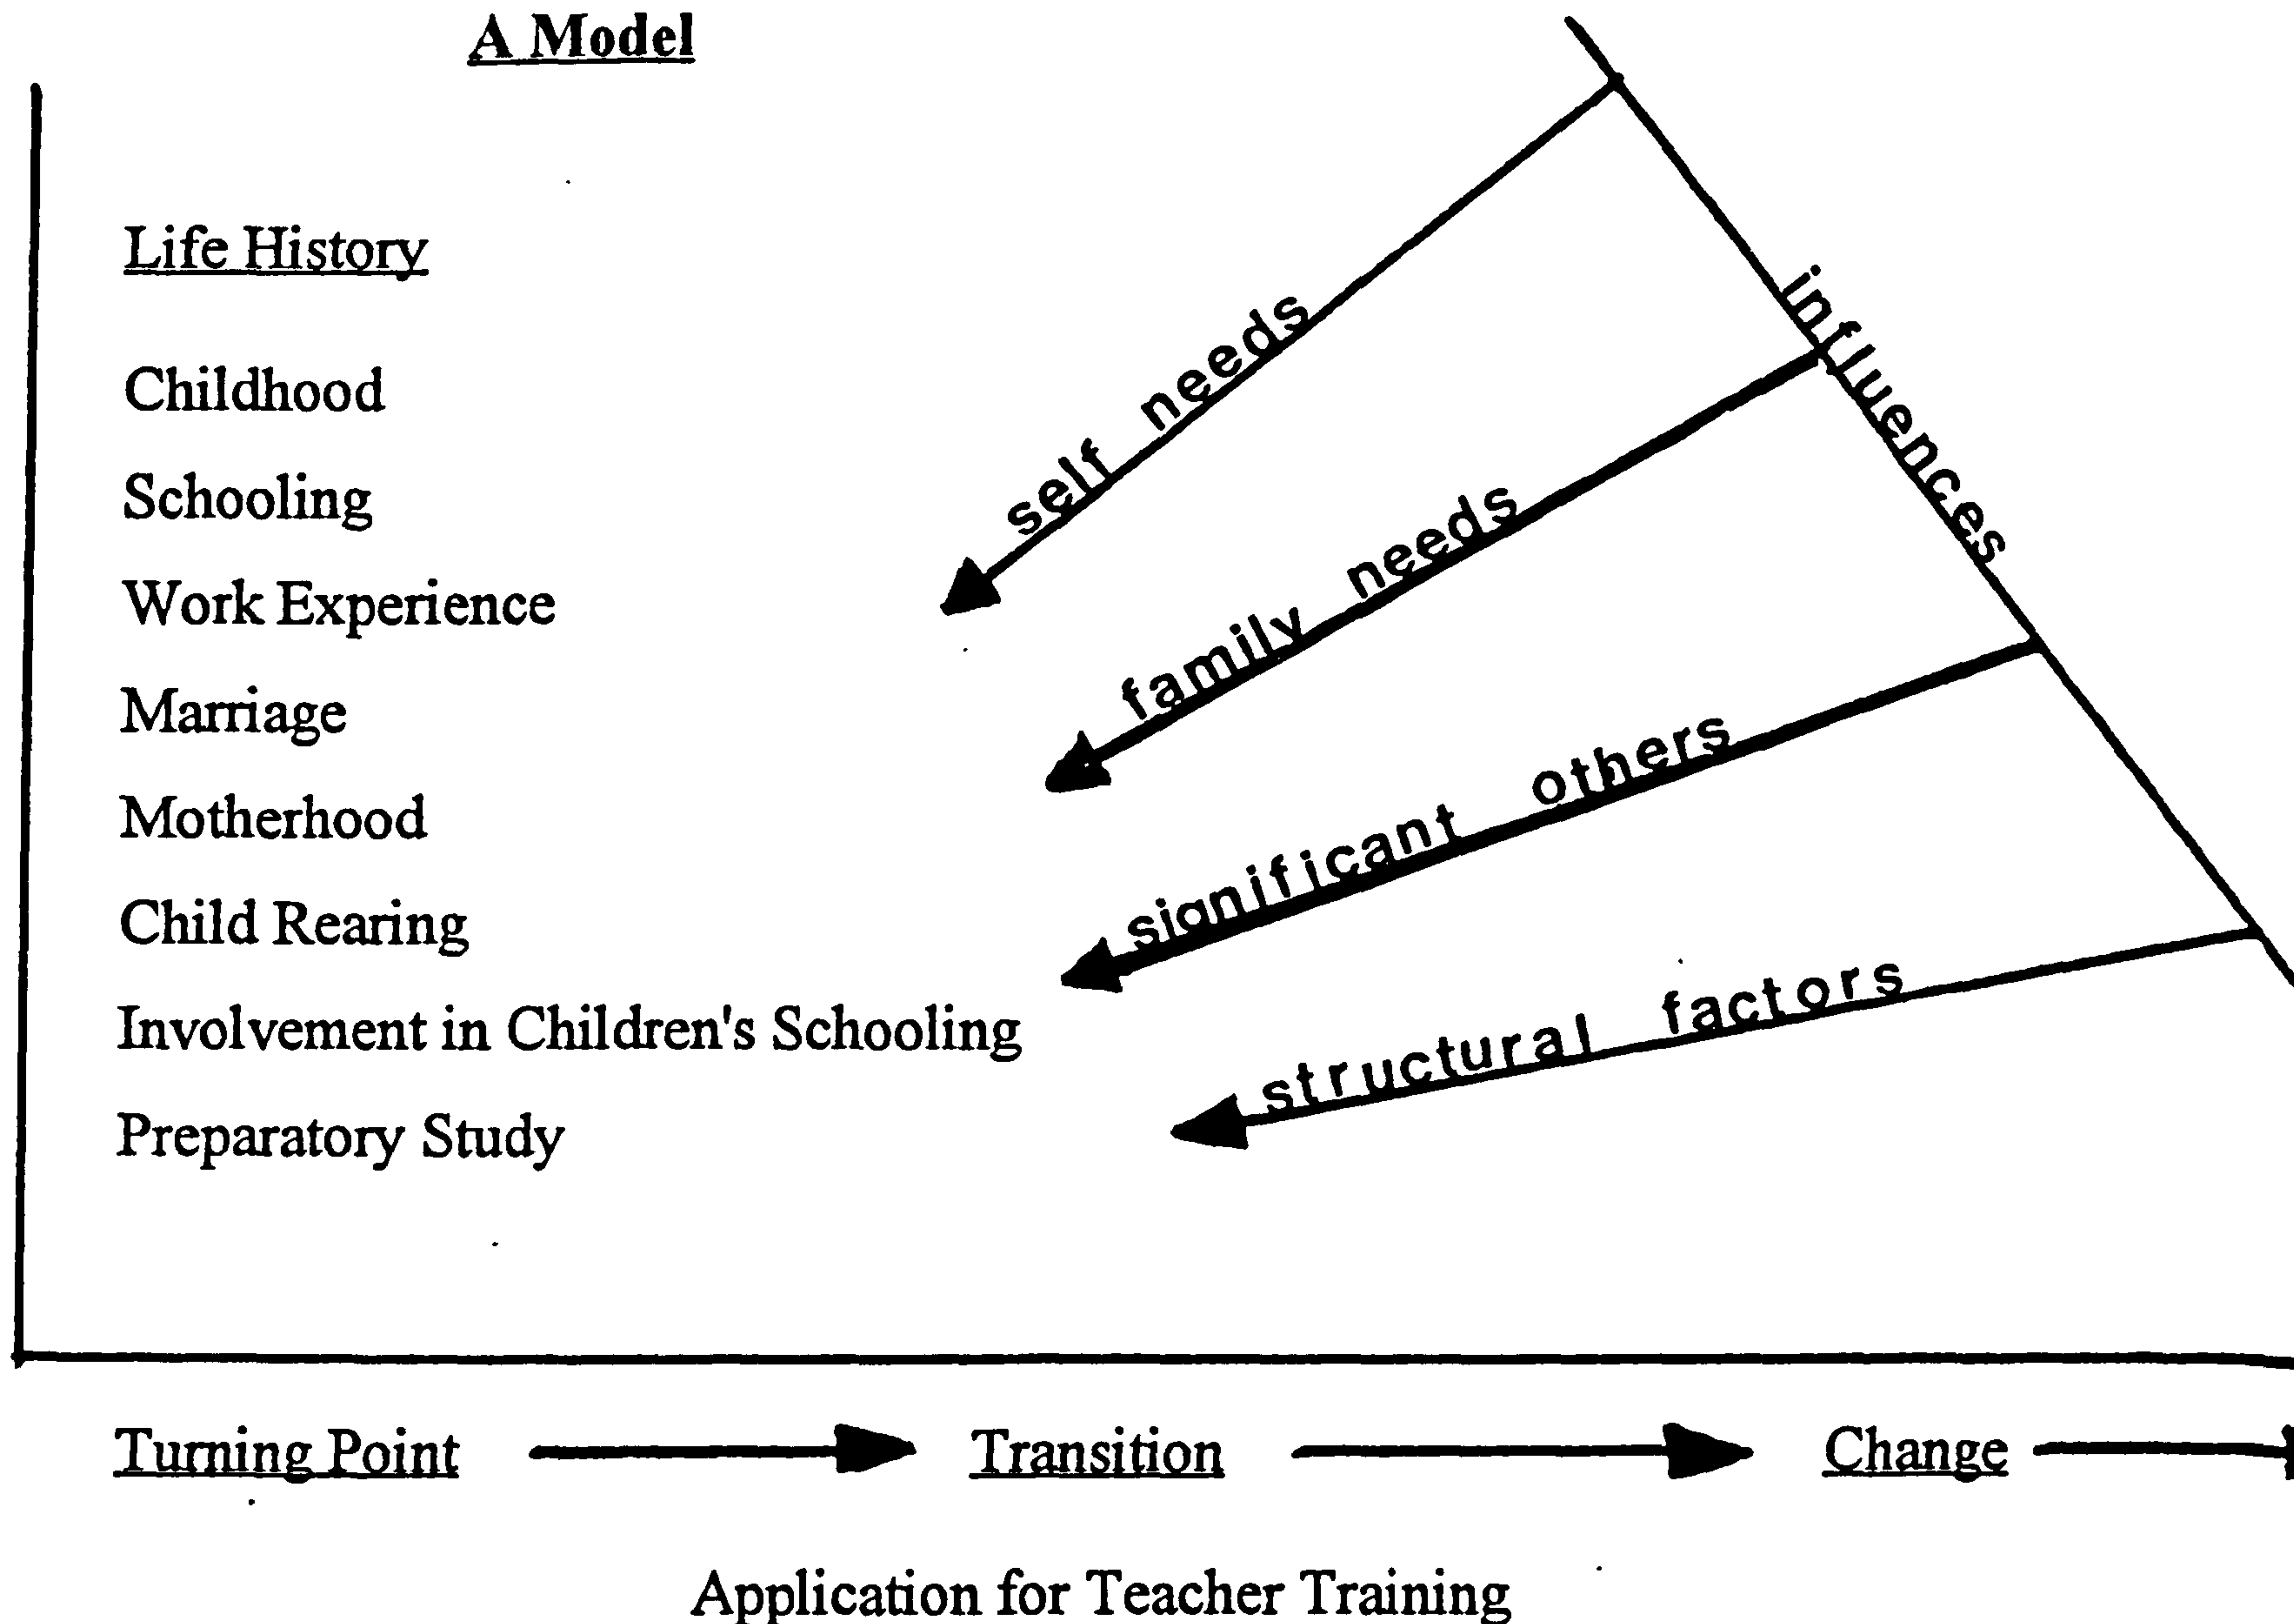 A Model
Life History
Childhood
Schooling
Work Experience
Marriage
Motherhood
Child Rearing
Involvement in Children's Schooling
Preparatory Study
influences
self needs
family needs
significant others
structural factors
Turning Point
Transition
Change
Application for Teacher Training